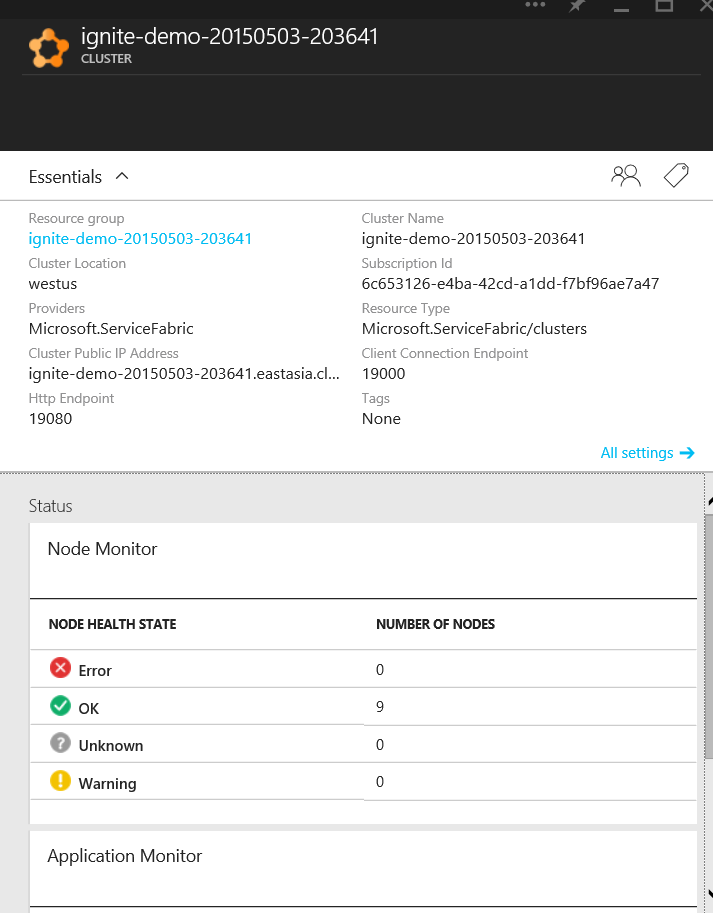 ignite-demo-20150503-203641
CLUSTER
Essentials
Resource group
ignite-demo-20150503-203641
Cluster Name
ignite-demo-20150503-203641
Cluster Location
westus
Subscription Id
6c653126-e4ba-42cd-a1dd-f7bf96ae7a47
Providers
Microsoft.ServiceFabric
Resource Type
Microsoft.ServiceFabric/clusters
Cluster Public IP Address
ignite-demo-20150503-203641.eastasia.cl...
Client Connection Endpoint
19000
Http Endpoint
19080
Tags
None
All settings
Status
Node Monitor
NODE HEALTH STATE NUMBER OF NODES
Error 0
OK 9
Unknown 0
Warning 0
Application Monitor